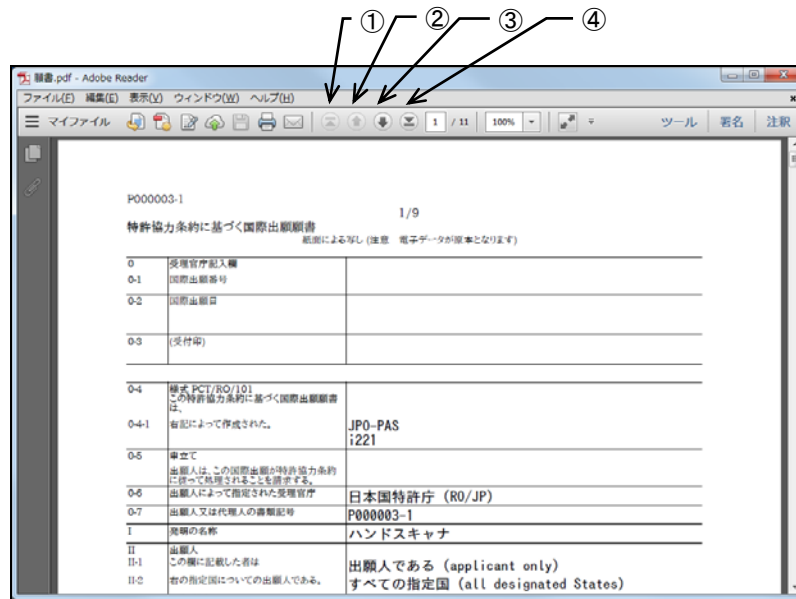 ① ② ③ ④
願書.pdf - Adobe Reader
ファイル(F) 編集(E) 表示(V) ウィンドウ(W) ヘルプ(H)
マイファイル 1 / 11 100% ツール 署名 注釈
P000003-1
1/9
特許協力条約に基づく国際出願願書
紙面による写し (注意 電子データが原本となります)
0 受理官庁記入欄
0-1 国際出願番号
0-2 国際出願日
0-3 (受付印)
0-4 様式 PCT/RO/101
この特許協力条約に基づく国際出願願書
は、
0-4-1 右記によって作成された。 JPO-PAS
i221
0-5 申立て
出願人は、この国際出願が特許協力条約
に従って処理されることを請求する。
0-6 出願人によって指定された受理官庁 日本国特許庁 (RO/JP)
0-7 出願人又は代理人の書類記号 P000003-1
I 発明の名称 ハンドスキャナ
II 出願人
II-1 この欄に記載した者は 出願人である (applicant only)
II-2 右の指定国についての出願人である。 すべての指定国 (all designated States)